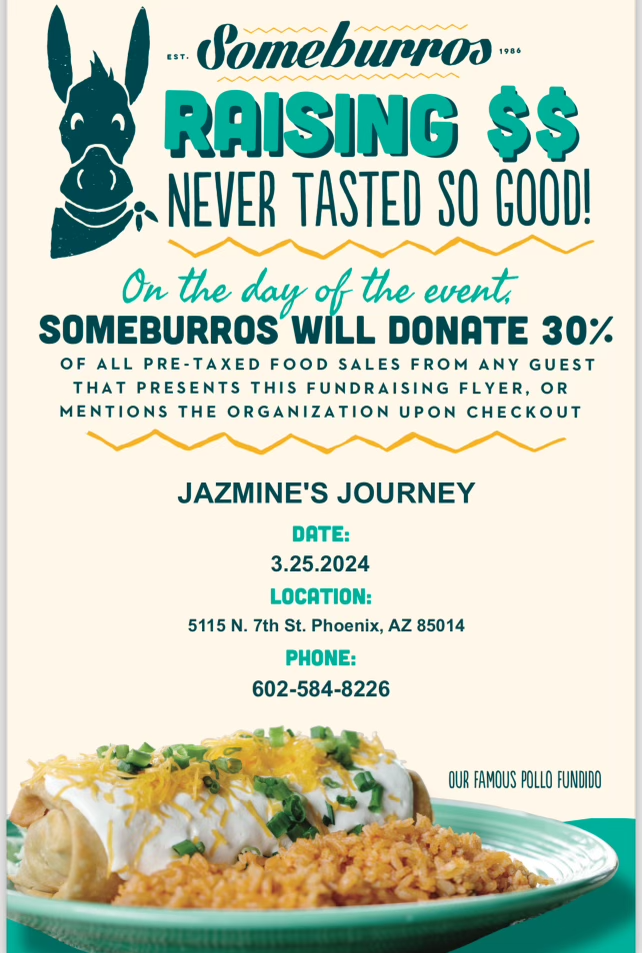 EST. Someburros 1986
RAISING $$
NEVER TASTED SO GOOD!
On the day of the event,
SOMEBURROS WILL DONATE 30%
OF ALL PRE-TAXED FOOD SALES FROM ANY GUEST
THAT PRESENTS THIS FUNDRAISING FLYER, OR
MENTIONS THE ORGANIZATION UPON CHECKOUT
JAZMINE'S JOURNEY
DATE:
3.25.2024
LOCATION:
5115 N. 7th St. Phoenix, AZ 85014
PHONE:
602-584-8226
OUR FAMOUS POLLO FUNDIDO